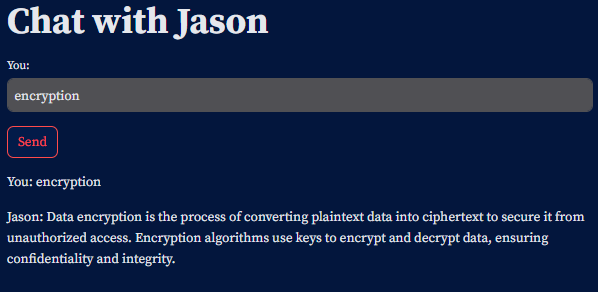 Chat with Jason
You:
encryption
Send
You: encryption
Jason: Data encryption is the process of converting plaintext data into ciphertext to secure it from
unauthorized access. Encryption algorithms use keys to encrypt and decrypt data, ensuring
confidentiality and integrity.